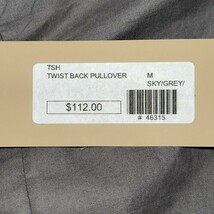 TSH
TWIST BACK PULLOVER M
SKY/GREY/
$112.00
# 46315